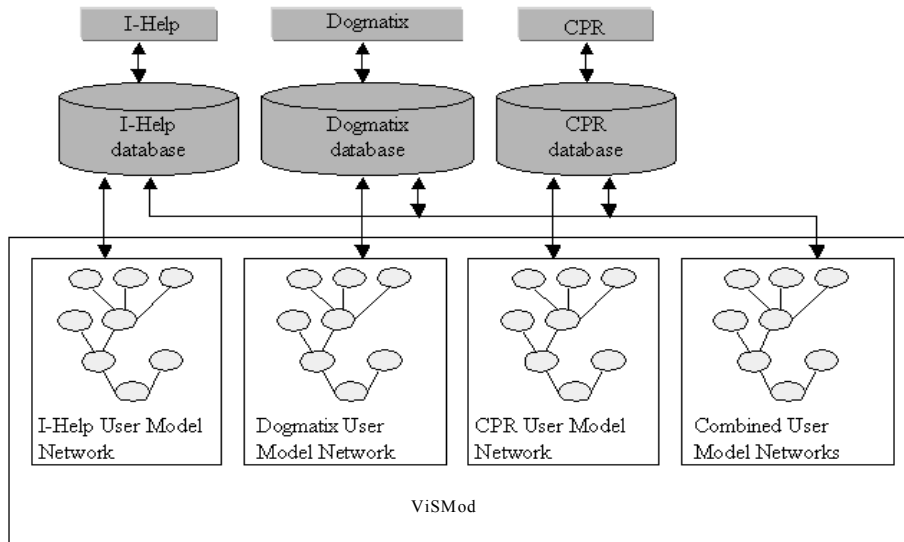 I-Help
Dogmatix
CPR
I-Help
database
Dogmatix
database
CPR
database
I-Help User Model
Network
Dogmatix User
Model Network
CPR User Model
Network
Combined User
Model Networks
ViSMod